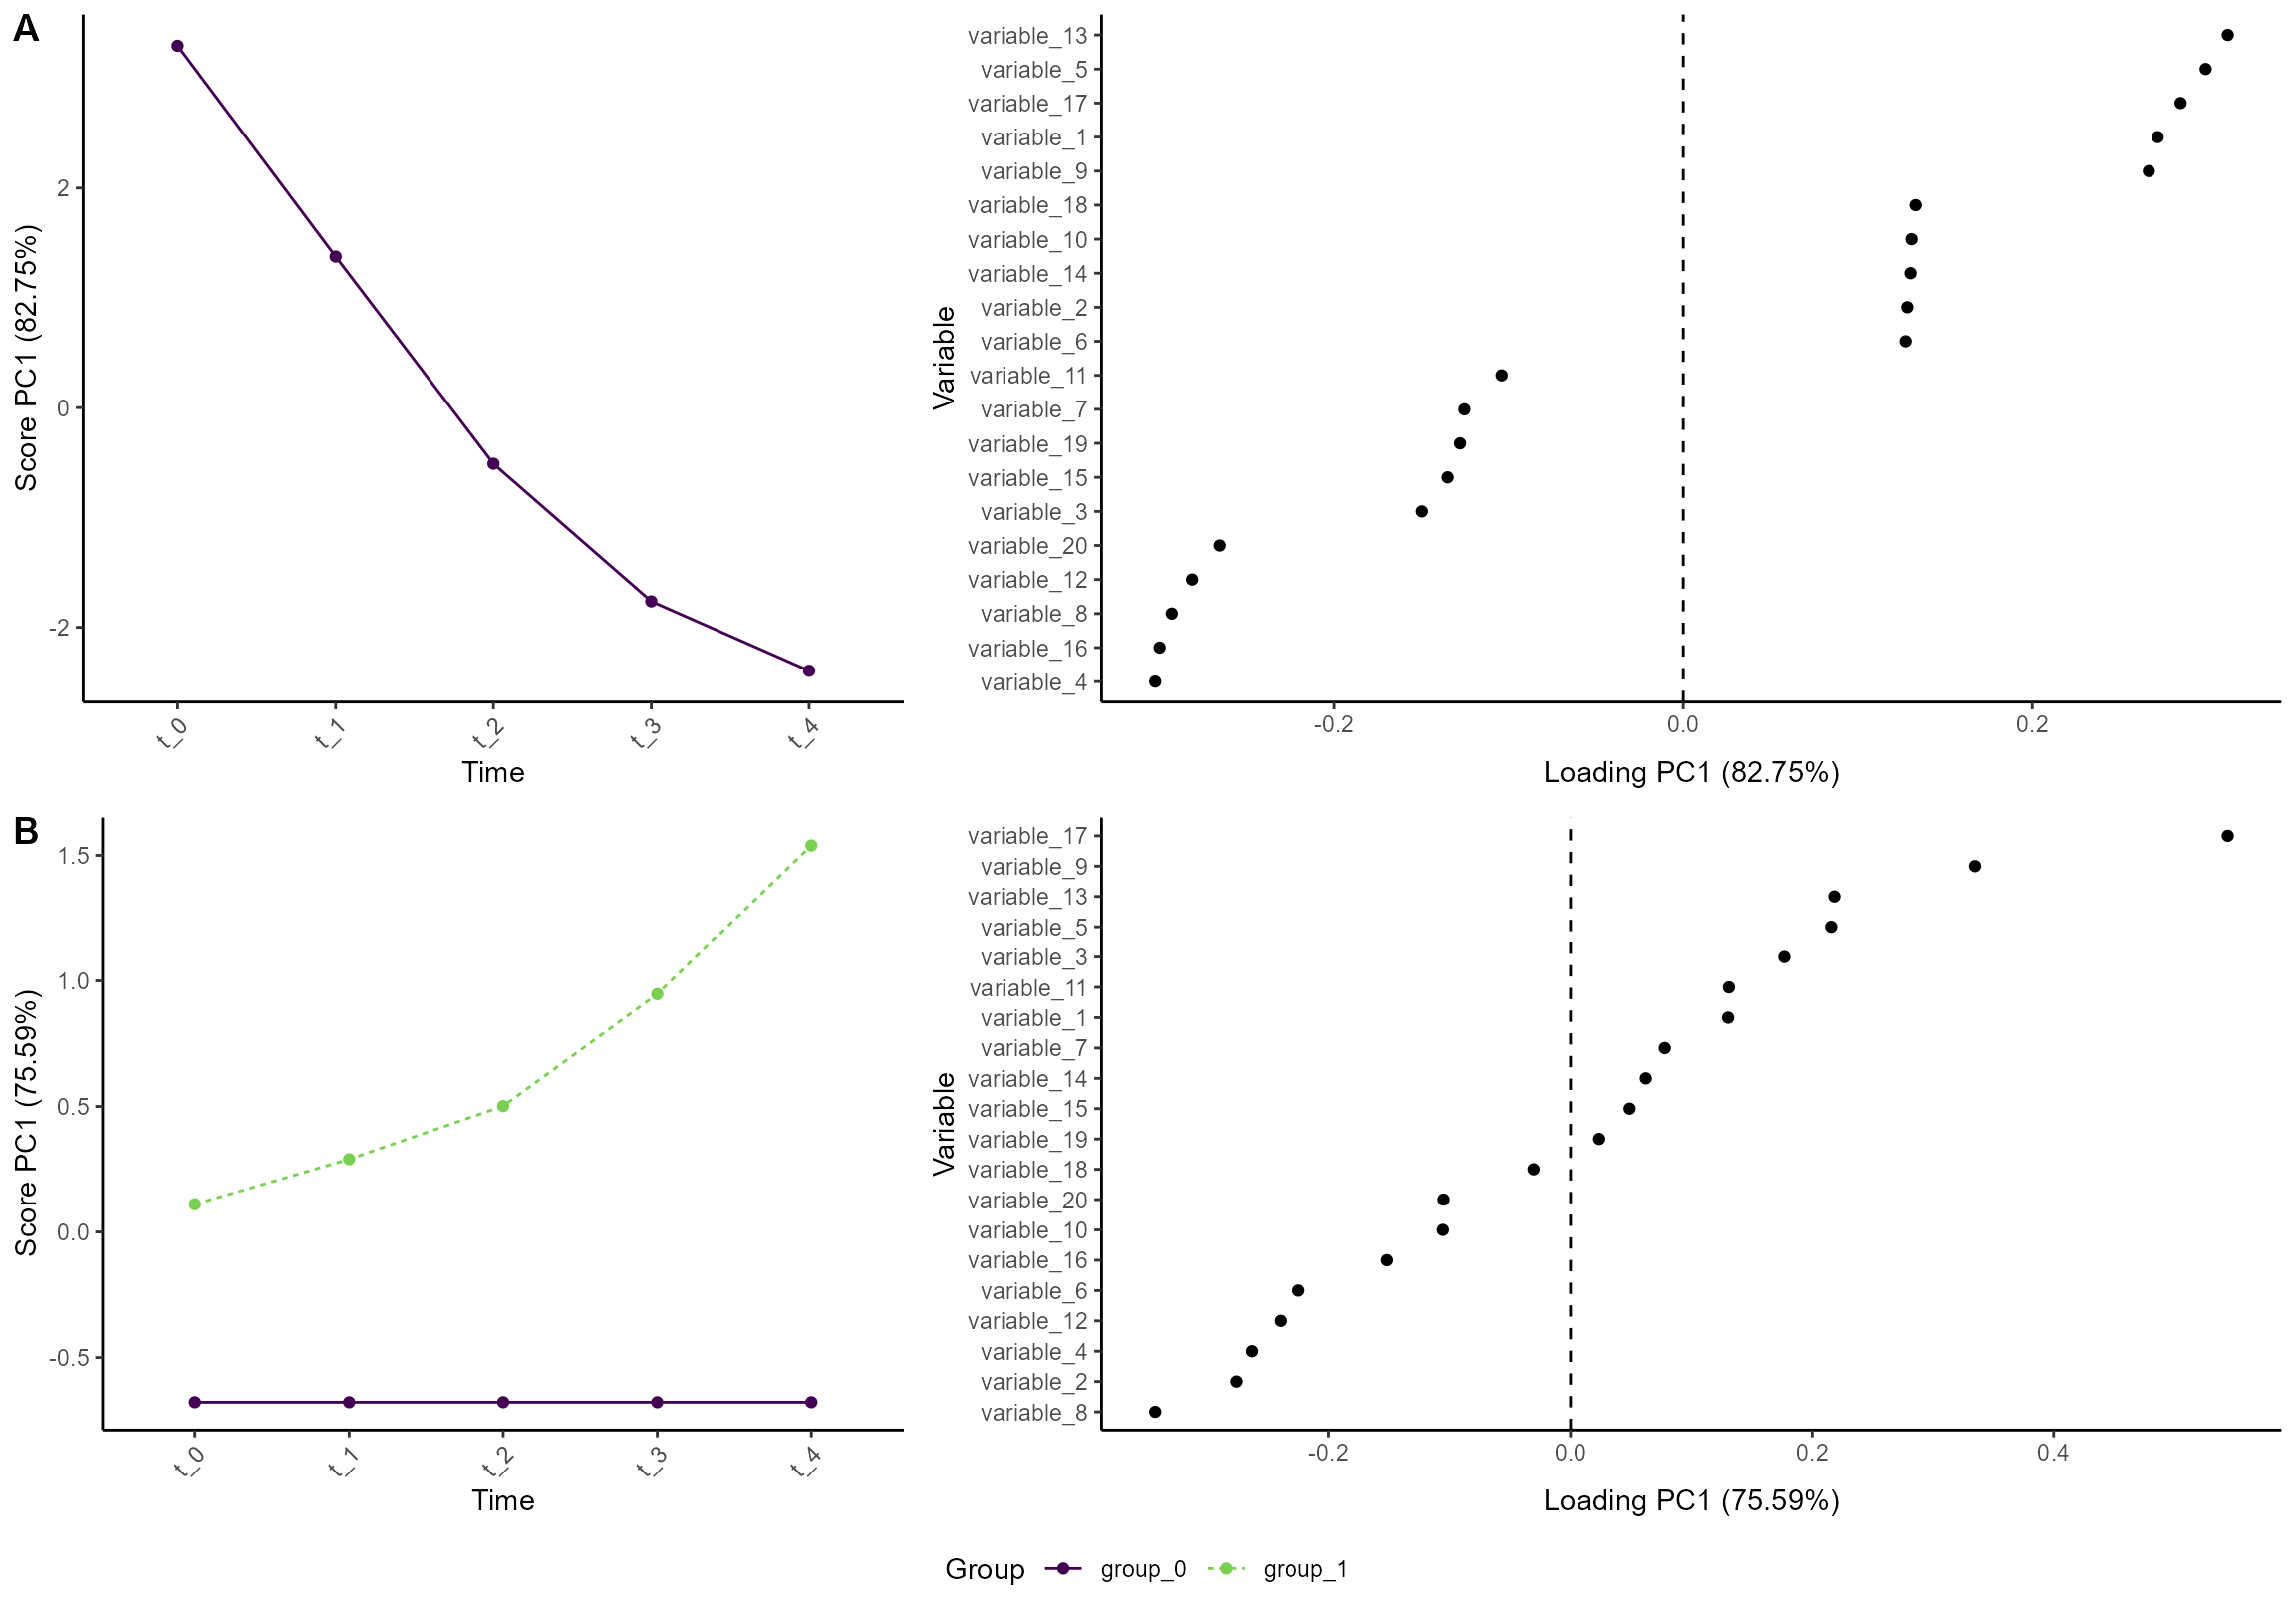 A
Score PC1 (82.75%)
2
0
-2
t_0
t_1
t_2
t_3
t_4
Time
Variable
variable_13
variable_5
variable_17
variable_1
variable_9
variable_18
variable_10
variable_14
variable_2
variable_6
variable_11
variable_7
variable_19
variable_15
variable_3
variable_20
variable_12
variable_8
variable_16
variable_4
-0.2
0.0
0.2
Loading PC1 (82.75%)
B
Score PC1 (75.59%)
1.5
1.0
0.5
0.0
-0.5
t_0
t_1
t_2
t_3
t_4
Time
Variable
variable_17
variable_9
variable_13
variable_5
variable_3
variable_11
variable_1
variable_7
variable_14
variable_15
variable_19
variable_18
variable_20
variable_10
variable_16
variable_6
variable_12
variable_4
variable_2
variable_8
-0.2
0.0
0.2
0.4
Loading PC1 (75.59%)
Group
group_0
group_1